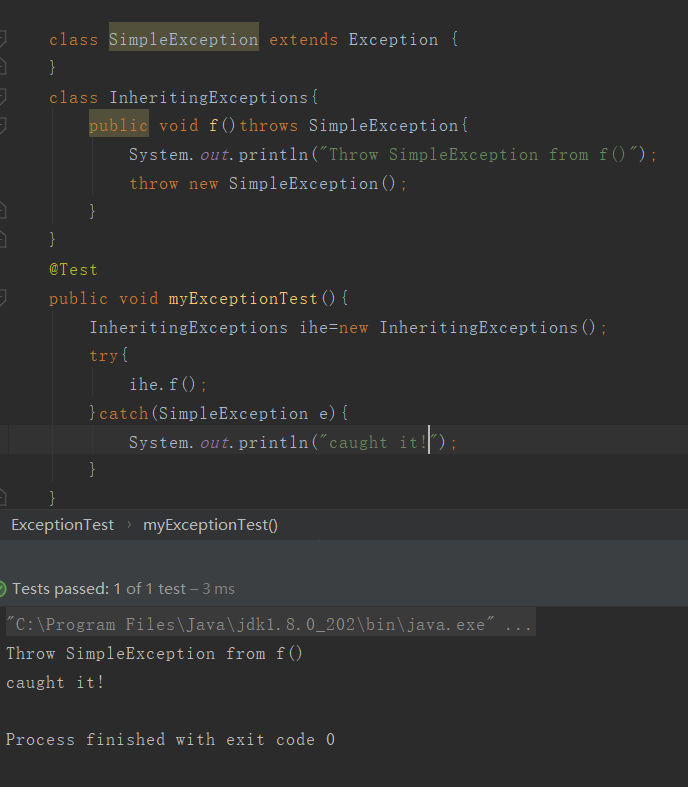 class SimpleException extends Exception {
}
class InheritingExceptions{
public void f()throws SimpleException{
System.out.println("Throw SimpleException from f()");
throw new SimpleException();
}
}
@Test
public void myExceptionTest(){
InheritingExceptions ihe=new InheritingExceptions();
try{
ihe.f();
}catch(SimpleException e){
System.out.println("caught it!");
}
}
ExceptionTest › myExceptionTest()
Tests passed: 1 of 1 test – 3 ms
"C:\Program Files\Java\jdk1.8.0_202\bin\java.exe" ...
Throw SimpleException from f()
caught it!
Process finished with exit code 0